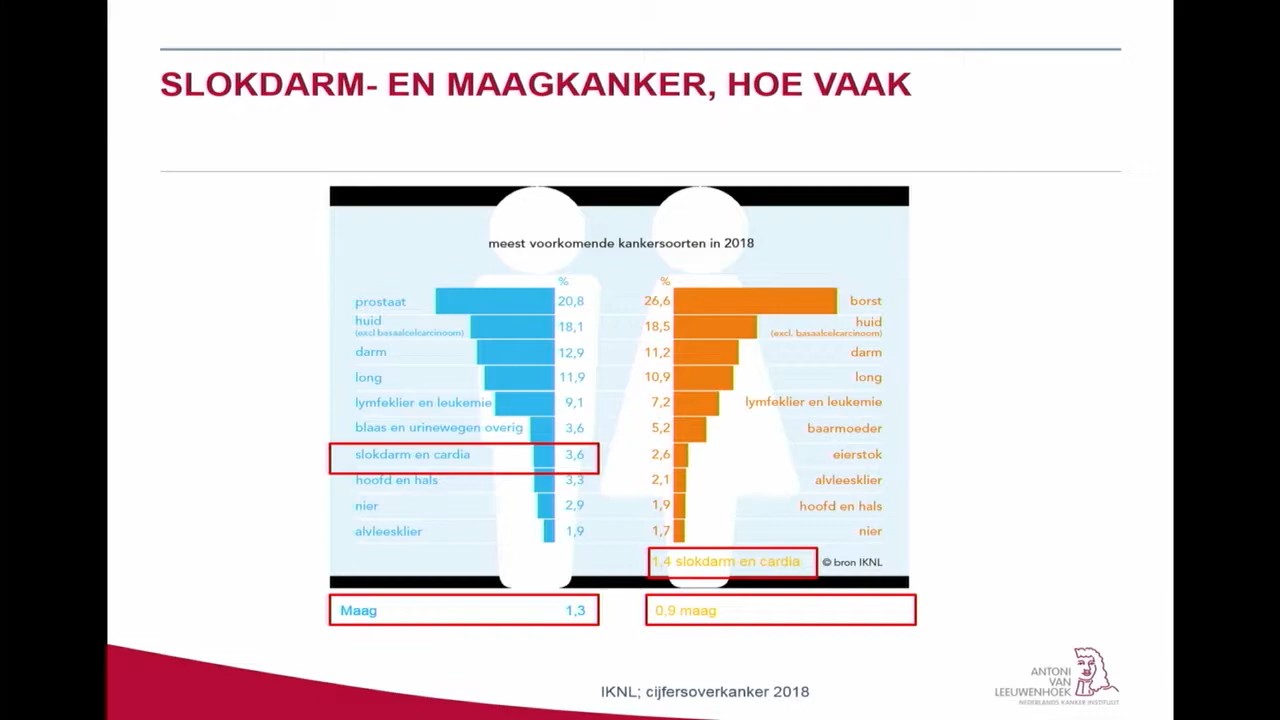 SLOKDARM- EN MAAGKANKER, HOE VAAK
meest voorkomende kankersoorten in 2018
% %
prostaat 20,8 26,6 borst
huid 18,1 18,5 huid
(excl basaalcelcarcinoom) (excl. basaalcelcarcinoom)
darm 12,9 11,2 darm
long 11,9 10,9 long
lymfeklier en leukemie 9,1 7,2 lymfeklier en leukemie
blaas en urinewegen overig 3,6 5,2 baarmoeder
slokdarm en cardia 3,6 2,6 eierstok
hoofd en hals 3,3 2,1 alvleesklier
nier 2,9 1,9 hoofd en hals
alvleesklier 1,9 1,7 nier
1,4 slokdarm en cardia © bron IKNL
Maag 1,3 0,9 maag
IKNL; cijfersoverkanker 2018
ANTONI
VAN
LEEUWENHOEK
NEDERLANDS KANKER INSTITUUT